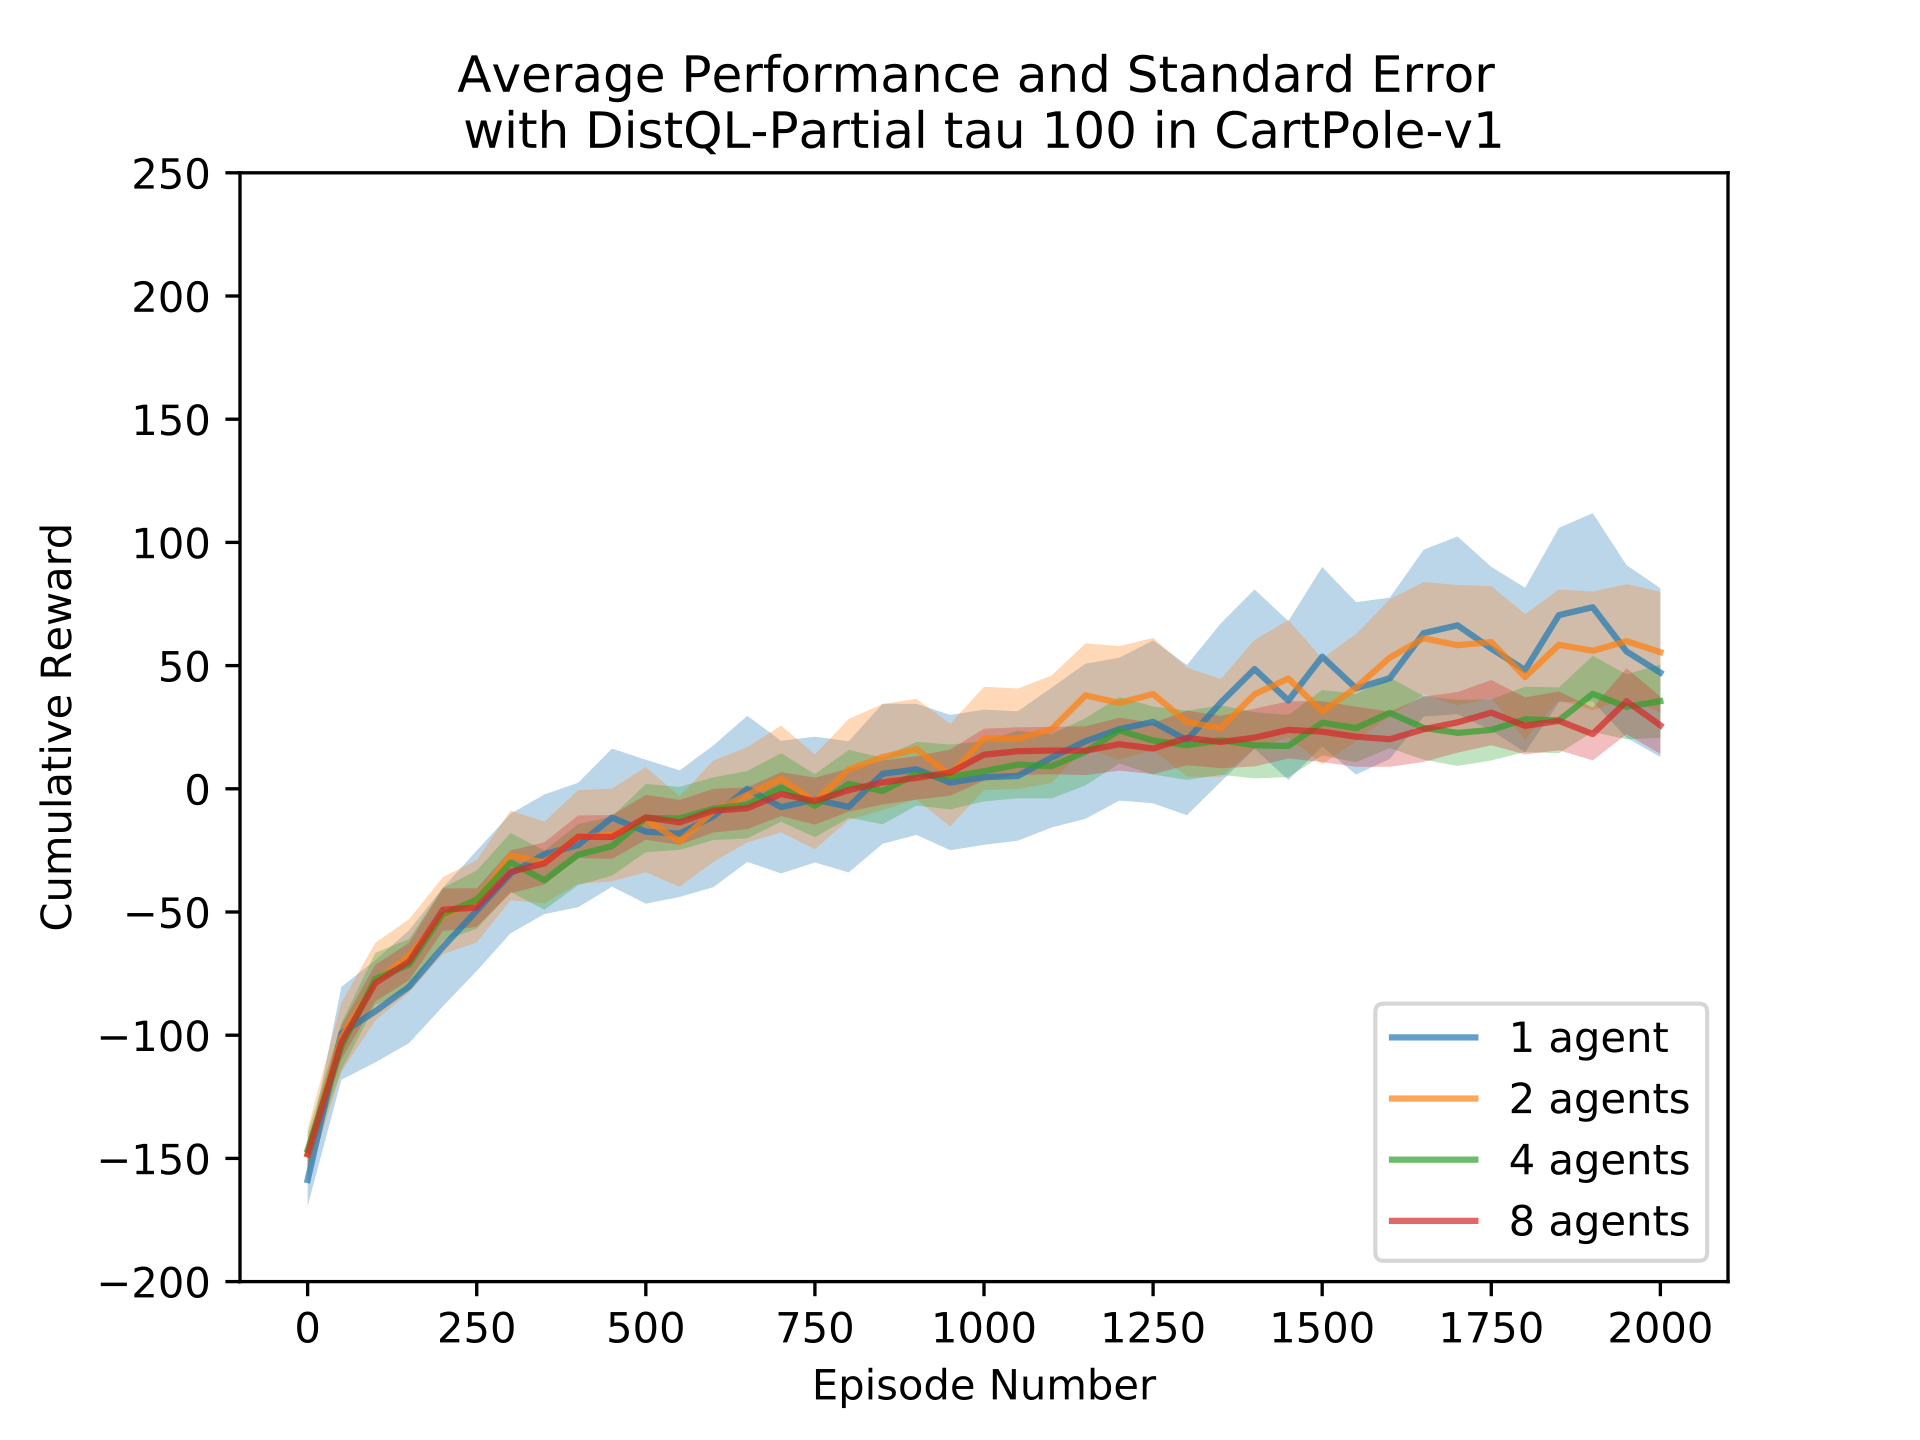 Average Performance and Standard Error
with DistQL-Partial tau 100 in CartPole-v1
250
200
150
100
50
0
−50
−100
−150
−200
Cumulative Reward
1 agent
2 agents
4 agents
8 agents
0 250 500 750 1000 1250 1500 1750 2000
Episode Number